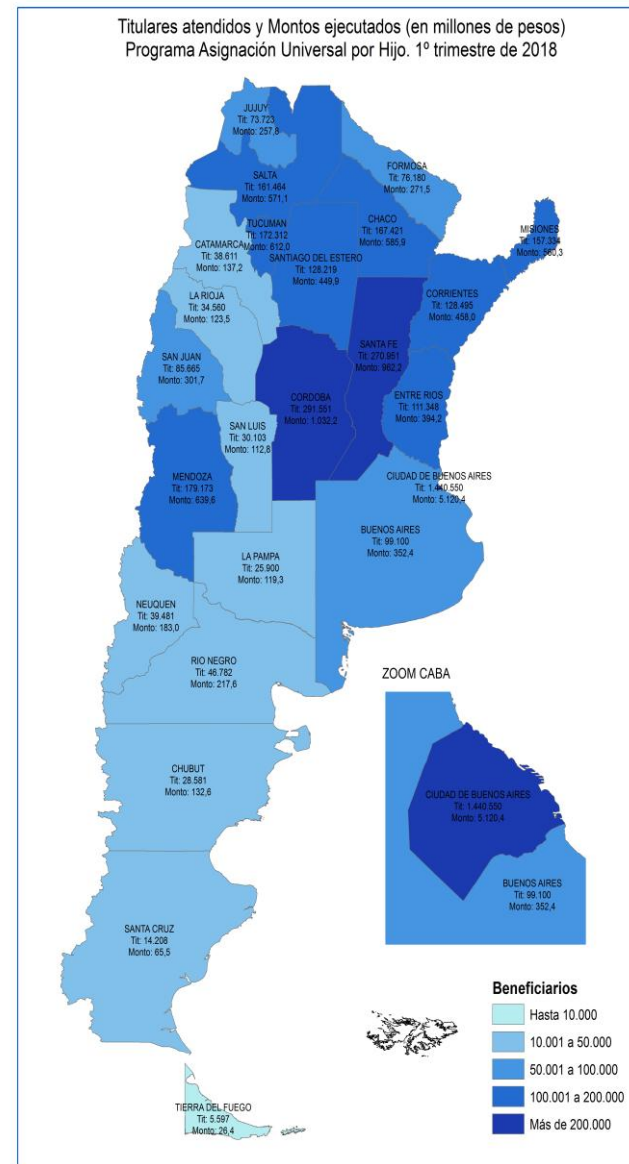 Titulares atendidos y Montos ejecutados (en millones de pesos)
Programa Asignación Universal por Hijo. 1º trimestre de 2018
JUJUY
Tit: 73.723
Monto: 257,8
SALTA
Tit: 161.464
Monto: 571,1
FORMOSA
Tit: 76.180
Monto: 271,5
TUCUMAN
Tit: 172.312
Monto: 612,0
CHACO
Tit: 167.421
Monto: 585,9
MISIONES
Tit: 157.334
Monto: 560,3
CATAMARCA
Tit: 38.611
Monto: 137,2
SANTIAGO DEL ESTERO
Tit: 128.219
Monto: 449,9
LA RIOJA
Tit: 34.560
Monto: 123,5
CORRIENTES
Tit: 128.495
Monto: 458,0
SANTA FE
Tit: 270.951
Monto: 962,2
SAN JUAN
Tit: 85.665
Monto: 301,7
CORDOBA
Tit: 291.551
Monto: 1.032,2
ENTRE RIOS
Tit: 111.348
Monto: 394,2
SAN LUIS
Tit: 30.103
Monto: 112,8
MENDOZA
Tit: 179.173
Monto: 639,6
CIUDAD DE BUENOS AIRES
Tit: 1.440.550
Monto: 5.120,4
BUENOS AIRES
Tit: 99.100
Monto: 352,4
LA PAMPA
Tit: 25.900
Monto: 119,3
NEUQUEN
Tit: 39.481
Monto: 183,0
RIO NEGRO
Tit: 46.782
Monto: 217,6
ZOOM CABA
CIUDAD DE BUENOS AIRES
Tit: 1.440.550
Monto: 5.120,4
BUENOS AIRES
Tit: 99.100
Monto: 352,4
CHUBUT
Tit: 28.581
Monto: 132,6
SANTA CRUZ
Tit: 14.208
Monto: 65,5
TIERRA DEL FUEGO
Tit: 5.597
Monto: 26,4
Beneficiarios
Hasta 10.000
10.001 a 50.000
50.001 a 100.000
100.001 a 200.000
Más de 200.000